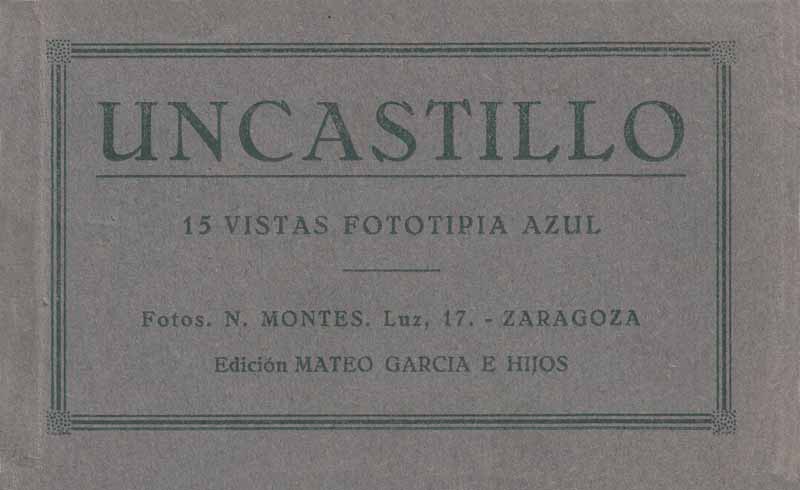 UNCASTILLO
15 VISTAS FOTOTIPIA AZUL
Fotos. N. MONTES. Luz, 17. - ZARAGOZA
Edición MATEO GARCIA E HIJOS